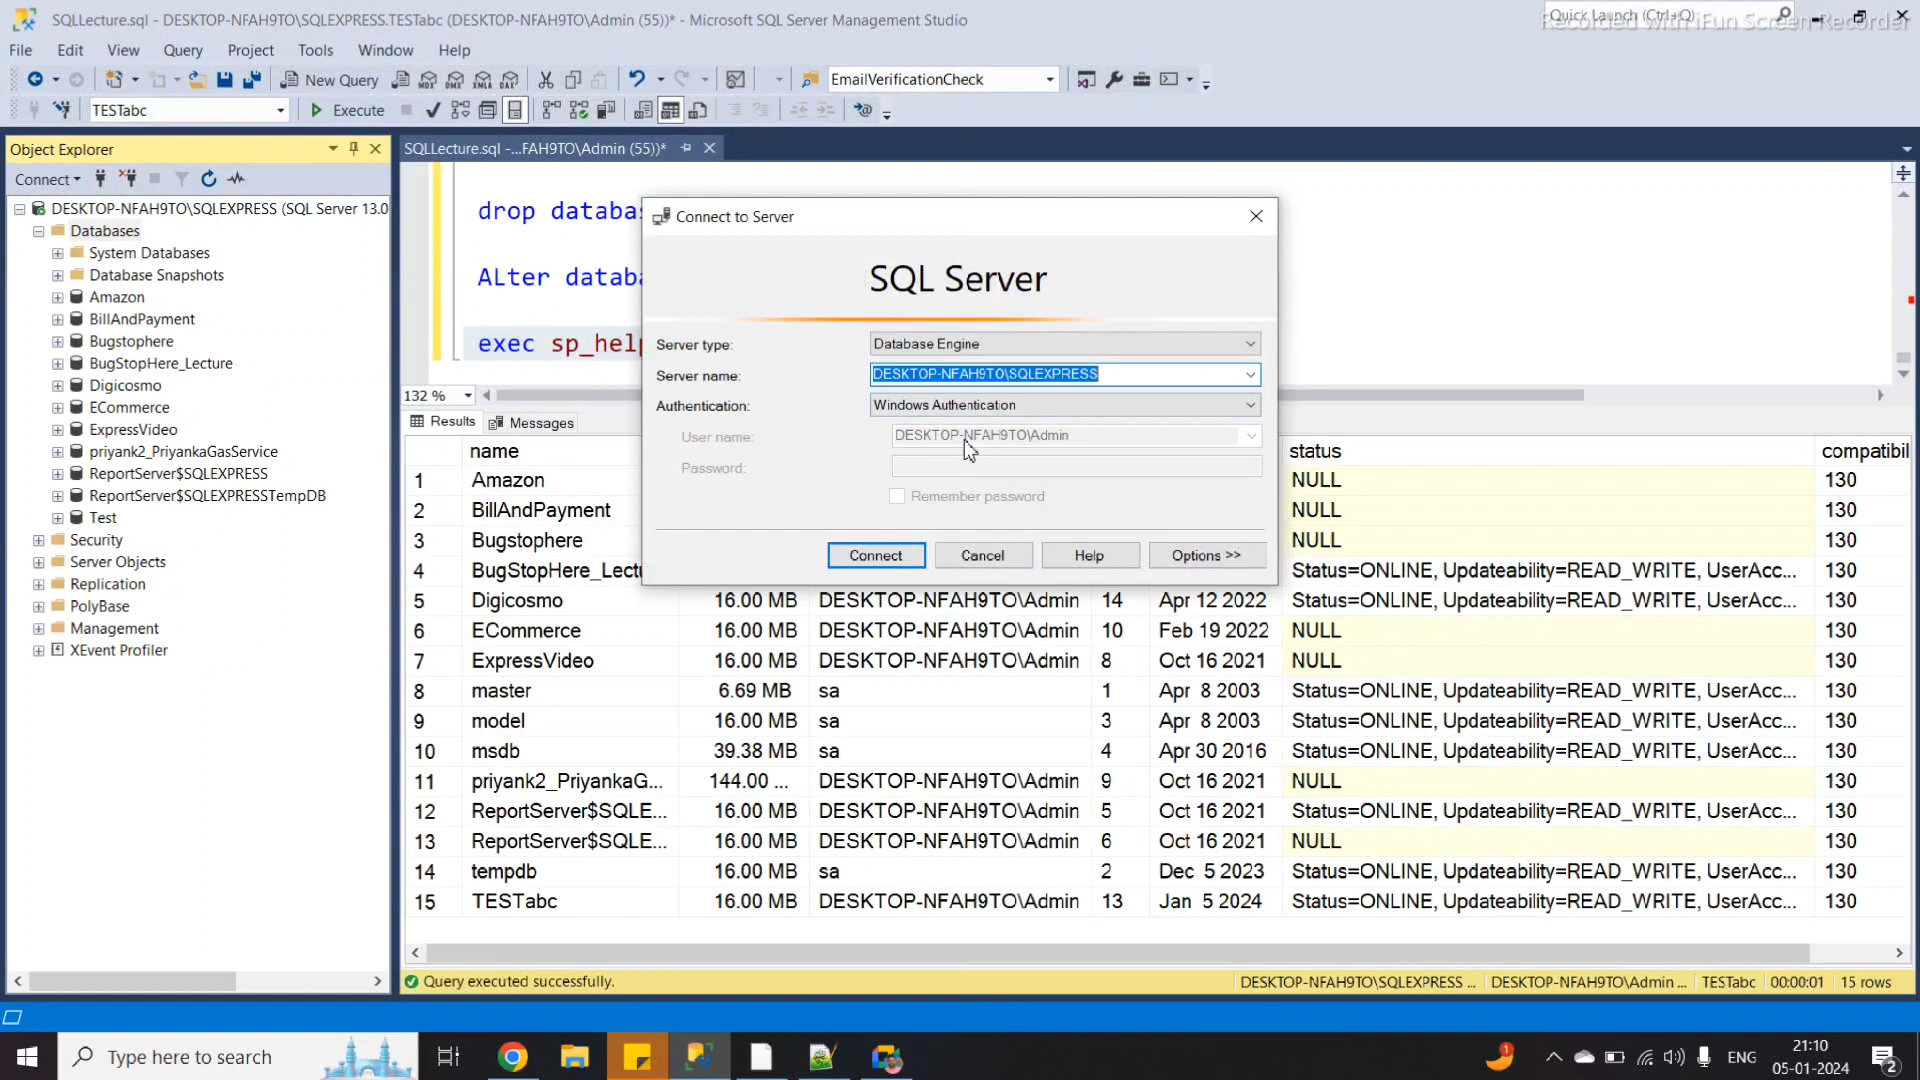 SQLLecture.sql - DESKTOP-NFAH9TO\SQLEXPRESS.TESTabc (DESKTOP-NFAH9TO\Admin (55))* - Microsoft SQL Server Management Studio
Quick Launch (Ctrl+Q)
Recorded with iFun Screen Recorder
File Edit View Query Project Tools Window Help
New Query EmailVerificationCheck
TESTabc Execute
Object Explorer
SQLLecture.sql -...FAH9TO\Admin (55))*
Connect
DESKTOP-NFAH9TO\SQLEXPRESS (SQL Server 13.0
Databases
System Databases
Database Snapshots
Amazon
BillAndPayment
Bugstophere
BugStopHere_Lecture
Digicosmo
ECommerce
ExpressVideo
priyank2_PriyankaGasService
ReportServer$SQLEXPRESS
ReportServer$SQLEXPRESSTempDB
Test
Security
Server Objects
Replication
PolyBase
Management
XEvent Profiler
drop databas
ALter databa
exec sp_help
132 %
Connect to Server
SQL Server
Server type: Database Engine
Server name: DESKTOP-NFAH9TO\SQLEXPRESS
Authentication: Windows Authentication
User name: DESKTOP-NFAH9TO\Admin
Password:
Remember password
Connect Cancel Help Options >>
Results Messages
name status compatibil
1 Amazon NULL 130
2 BillAndPayment NULL 130
3 Bugstophere NULL 130
4 BugStopHere_Lectu Status=ONLINE, Updateability=READ_WRITE, UserAcc... 130
5 Digicosmo 16.00 MB DESKTOP-NFAH9TO\Admin 14 Apr 12 2022 Status=ONLINE, Updateability=READ_WRITE, UserAcc... 130
6 ECommerce 16.00 MB DESKTOP-NFAH9TO\Admin 10 Feb 19 2022 NULL 130
7 ExpressVideo 16.00 MB DESKTOP-NFAH9TO\Admin 8 Oct 16 2021 NULL 130
8 master 6.69 MB sa 1 Apr 8 2003 Status=ONLINE, Updateability=READ_WRITE, UserAcc... 130
9 model 16.00 MB sa 3 Apr 8 2003 Status=ONLINE, Updateability=READ_WRITE, UserAcc... 130
10 msdb 39.38 MB sa 4 Apr 30 2016 Status=ONLINE, Updateability=READ_WRITE, UserAcc... 130
11 priyank2_PriyankaG... 144.00 ... DESKTOP-NFAH9TO\Admin 9 Oct 16 2021 NULL 130
12 ReportServer$SQLE... 16.00 MB DESKTOP-NFAH9TO\Admin 5 Oct 16 2021 Status=ONLINE, Updateability=READ_WRITE, UserAcc... 130
13 ReportServer$SQLE... 16.00 MB DESKTOP-NFAH9TO\Admin 6 Oct 16 2021 NULL 130
14 tempdb 16.00 MB sa 2 Dec 5 2023 Status=ONLINE, Updateability=READ_WRITE, UserAcc... 130
15 TESTabc 16.00 MB DESKTOP-NFAH9TO\Admin 13 Jan 5 2024 Status=ONLINE, Updateability=READ_WRITE, UserAcc... 130
Query executed successfully. DESKTOP-NFAH9TO\SQLEXPRESS ... DESKTOP-NFAH9TO\Admin ... TESTabc 00:00:01 15 rows
Type here to search
1
ENG
21:10
05-01-2024
2